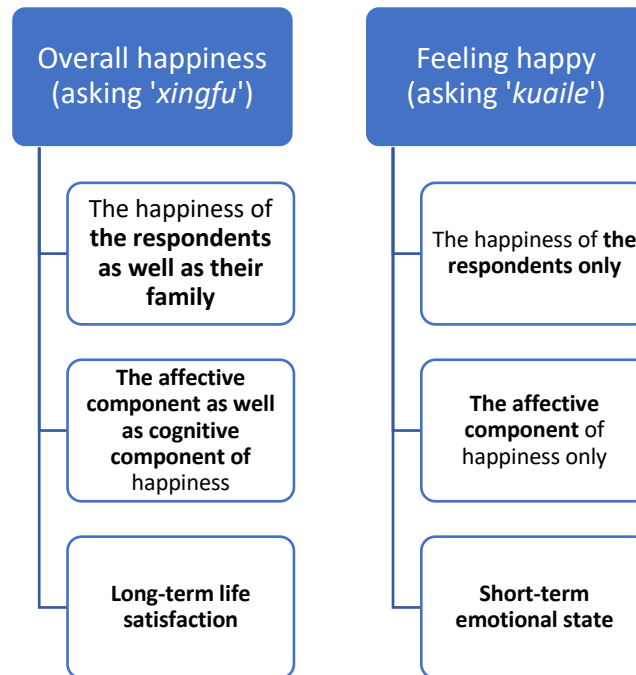 Overall happiness
(asking 'xingfu')
The happiness of
the respondents
as well as their
family
The affective
component as well
as cognitive
component of
happiness
Long-term life
satisfaction
Feeling happy
(asking 'kuaile')
The happiness of the
respondents only
The affective
component of
happiness only
Short-term
emotional state